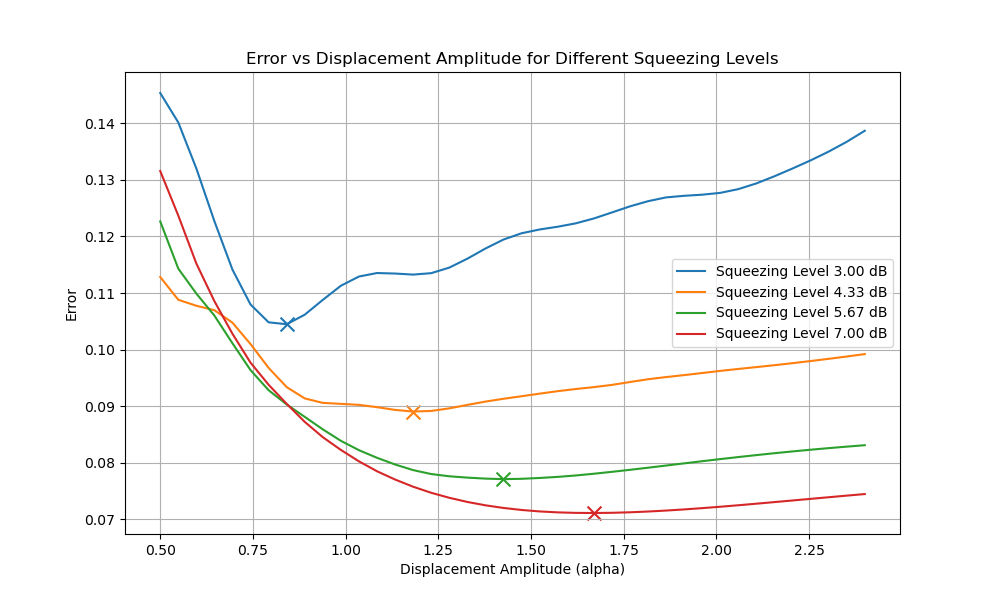 Error vs Displacement Amplitude for Different Squeezing Levels
Error
0.14
0.13
0.12
0.11
0.10
0.09
0.08
0.07
Squeezing Level 3.00 dB
Squeezing Level 4.33 dB
Squeezing Level 5.67 dB
Squeezing Level 7.00 dB
0.50 0.75 1.00 1.25 1.50 1.75 2.00 2.25
Displacement Amplitude (alpha)